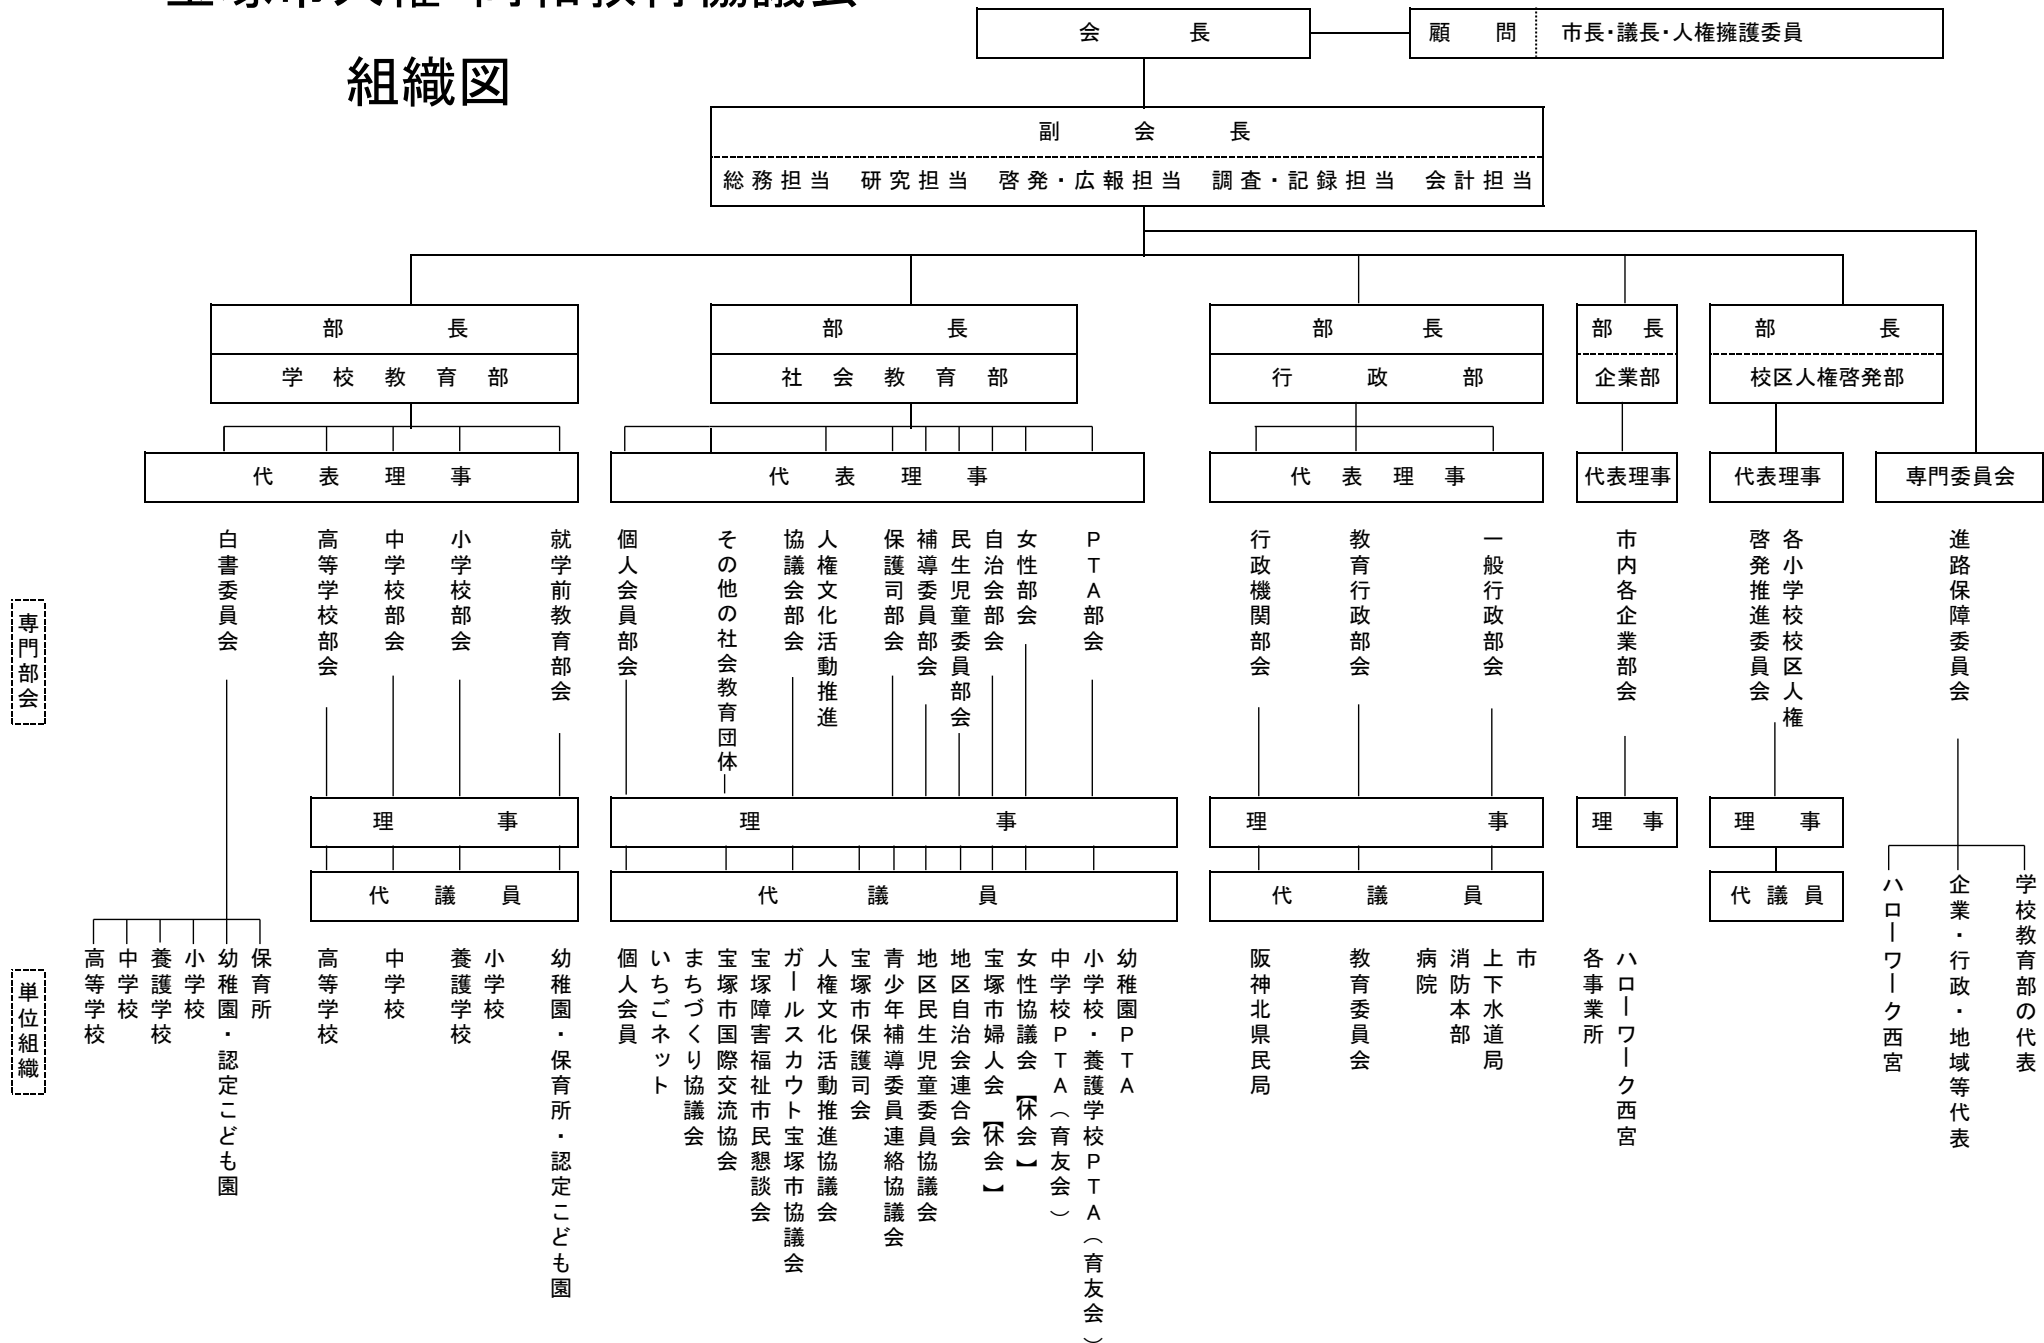 宝塚市人権・同和教育協議会
組織図
会長
顧問 市長・議長・人権擁護委員
副会長
総務担当 研究担当 啓発・広報担当 調査・記録担当 会計担当
部長
学校教育部
部長
社会教育部
部長
行政部
部長
企業部
部長
校区人権啓発部
代表理事
代表理事
代表理事
代表理事
代表理事
専門委員会
専門部会
白書委員会
高等学校部会
中学校部会
小学校部会
就学前教育部会
個人会員部会
その他の社会教育団体
人権文化活動推進
協議会部会
保護司部会
補導委員部会
民生児童委員部会
自治会部会
女性部会
PTA部会
行政機関部会
教育行政部会
一般行政部会
市内各企業部会
各小学校校区人権
啓発推進委員会
進路保障委員会
理事
理事
理事
理事
理事
代議員
代議員
代議員
代議員
単位組織
高等学校
中学校
養護学校
小学校
幼稚園・認定こども園
保育所
高等学校
中学校
養護学校
小学校
幼稚園・保育所・認定こども園
個人会員
いちごネット
まちづくり協議会
宝塚市国際交流協会
宝塚障害福祉市民懇談会
ガールスカウト宝塚市協議会
人権文化活動推進協議会
宝塚市保護司会
青少年補導委員連絡協議会
地区民生児童委員協議会
地区自治会連合会
宝塚市婦人会【休会】
女性協議会【休会】
中学校PTA(育友会)
小学校・養護学校PTA(育友会)
幼稚園PTA
阪神北県民局
教育委員会
病院
消防本部
上下水道局
市
各事業所
ハローワーク西宮
ハローワーク西宮
企業・行政・地域等代表
学校教育部の代表